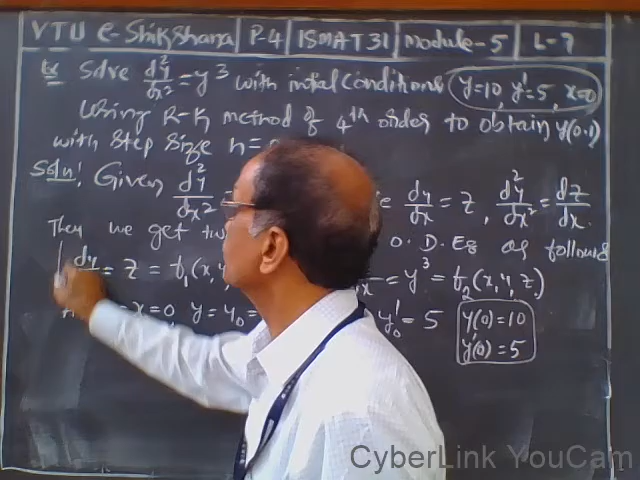 VTU e-Shikshana P-4 15MAT31 Module-5 L-7
Ex Solve d²y/dx² = y³ with initial conditions y=10, y'=5, x=0
Using R-K method of 4th order to obtain y(0.1)
with step size h=
Soln: Given d²y/dx² dy/dx = z, d²y/dx² = dz/dx.
Then we get O.D.Es as follows
dy = z = f₁(x, y = y³ = f₂(x, y, z)
x=0 y = y₀ = y₀' = 5
y(0) = 10
y'(0) = 5
CyberLink YouCam